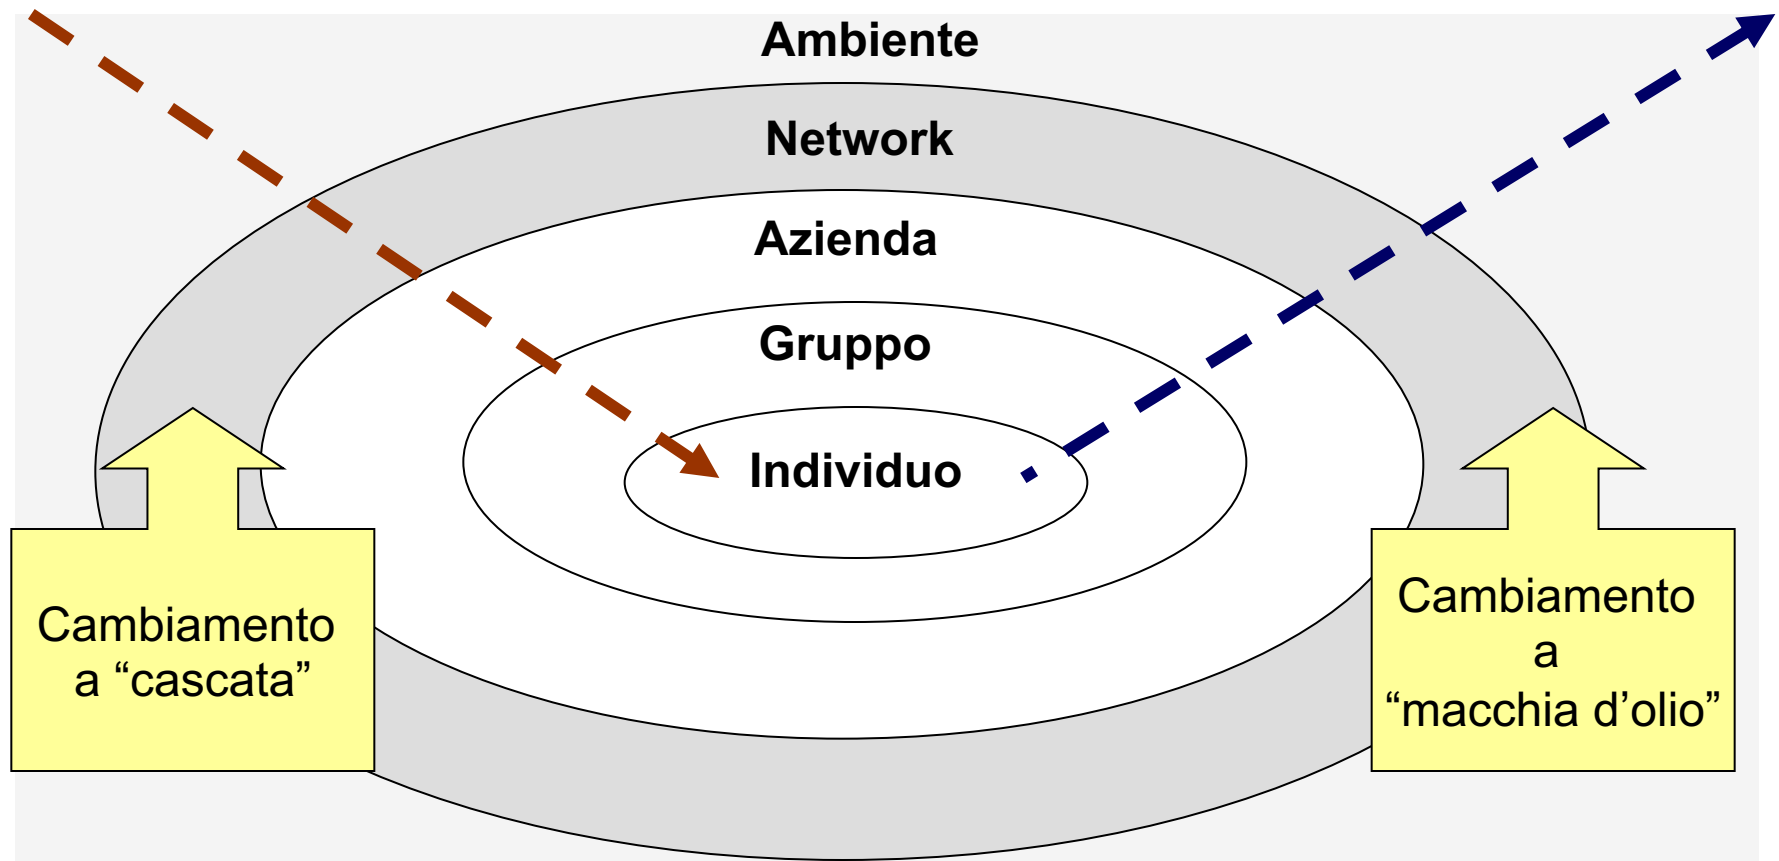 Ambiente
Network
Azienda
Gruppo
Individuo
Cambiamento
a “cascata”
Cambiamento
a
“macchia d’olio”